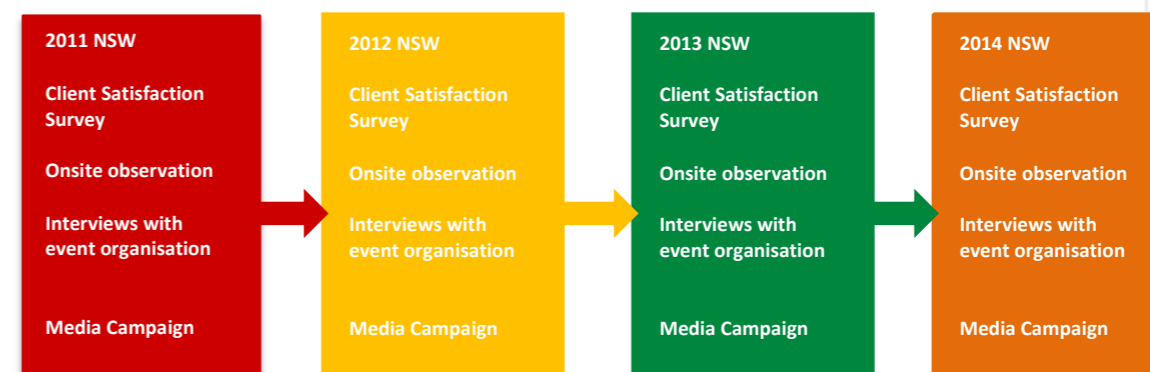 2011 NSW
Client Satisfaction
Survey
Onsite observation
Interviews with
event organisation
Media Campaign
2012 NSW
Client Satisfaction
Survey
Onsite observation
Interviews with
event organisation
Media Campaign
2013 NSW
Client Satisfaction
Survey
Onsite observation
Interviews with
event organisation
Media Campaign
2014 NSW
Client Satisfaction
Survey
Onsite observation
Interviews with
event organisation
Media Campaign